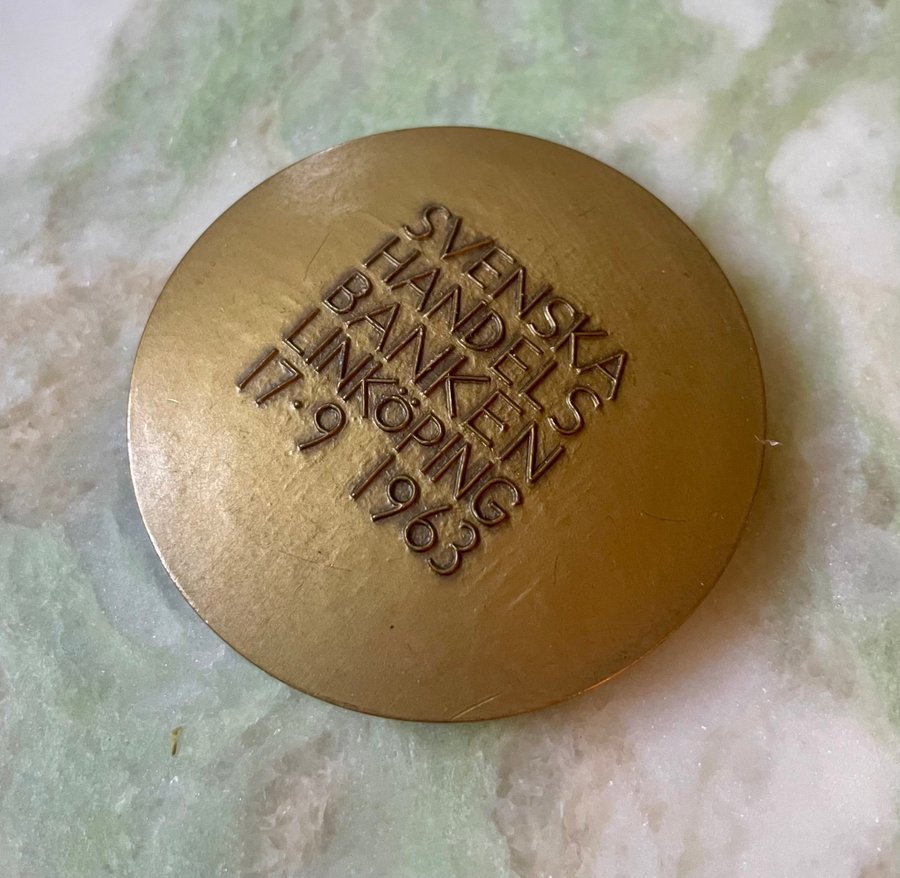 SVENSKA
HANDELS
BANKEN
LINKÖPING
17·9 1963